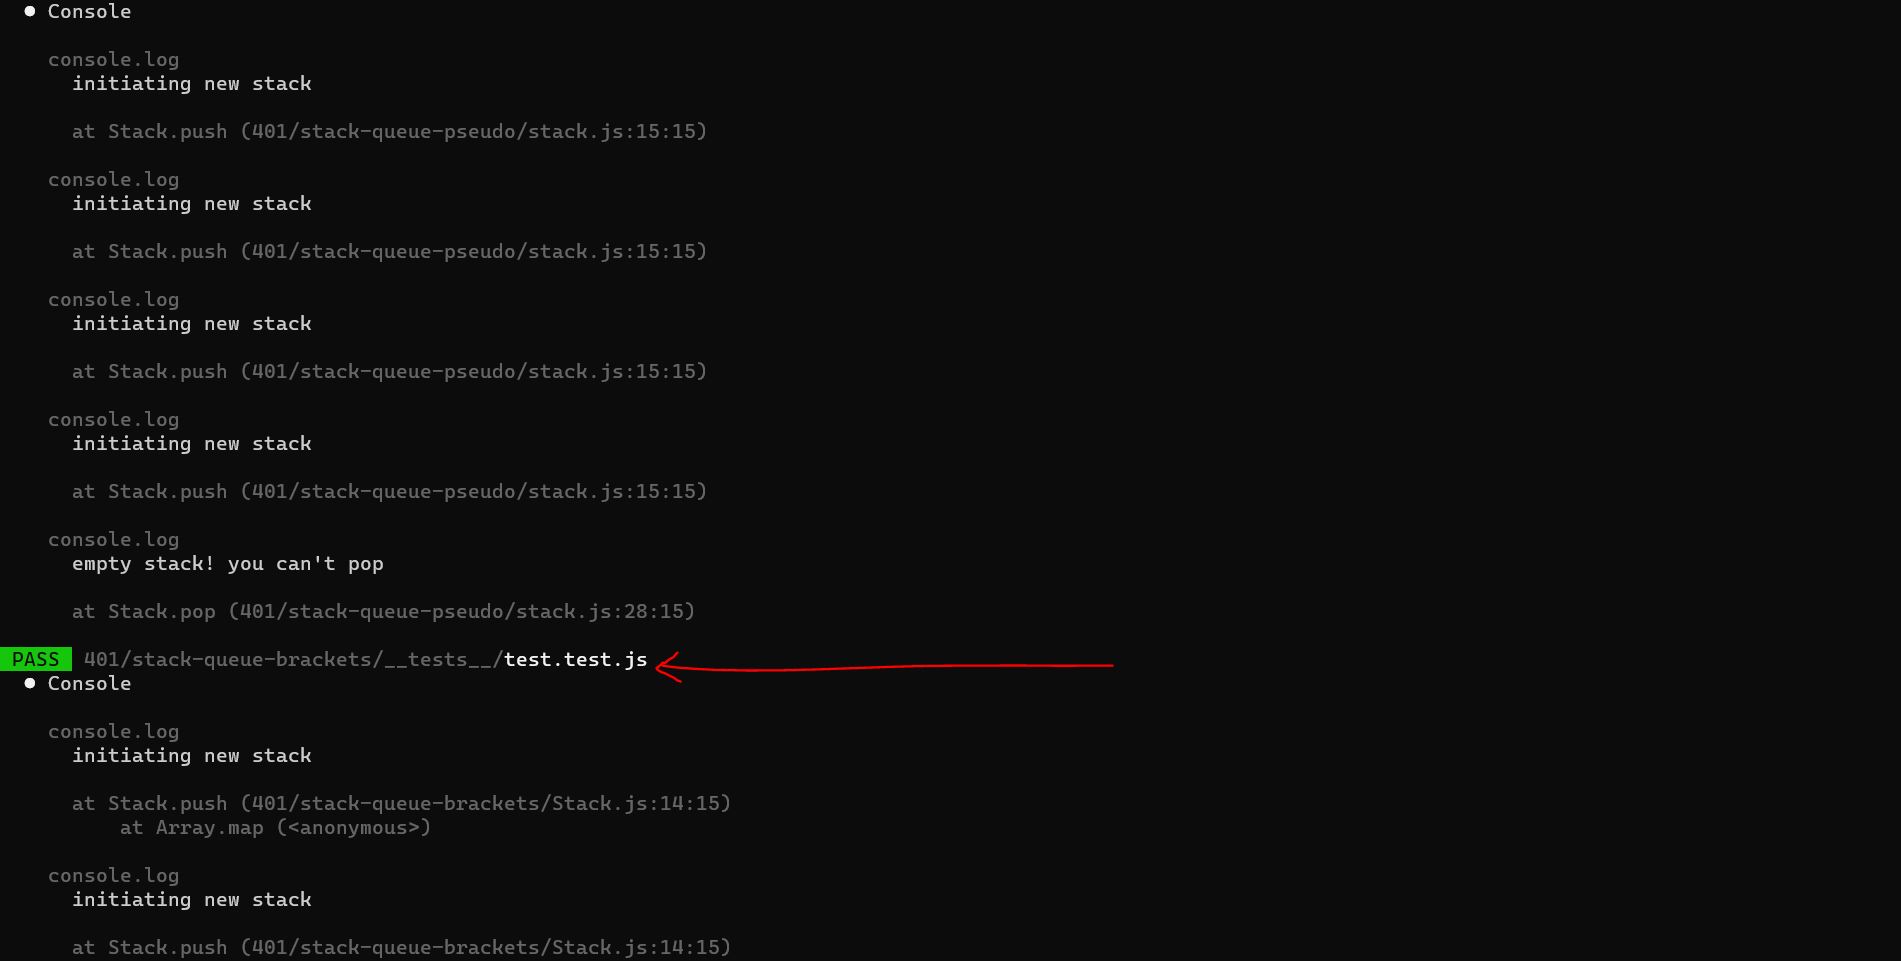 ● Console
console.log
initiating new stack
at Stack.push (401/stack-queue-pseudo/stack.js:15:15)
console.log
initiating new stack
at Stack.push (401/stack-queue-pseudo/stack.js:15:15)
console.log
initiating new stack
at Stack.push (401/stack-queue-pseudo/stack.js:15:15)
console.log
initiating new stack
at Stack.push (401/stack-queue-pseudo/stack.js:15:15)
console.log
empty stack! you can't pop
at Stack.pop (401/stack-queue-pseudo/stack.js:28:15)
PASS 401/stack-queue-brackets/__tests__/test.test.js
● Console
console.log
initiating new stack
at Stack.push (401/stack-queue-brackets/Stack.js:14:15)
at Array.map (<anonymous>)
console.log
initiating new stack
at Stack.push (401/stack-queue-brackets/Stack.js:14:15)